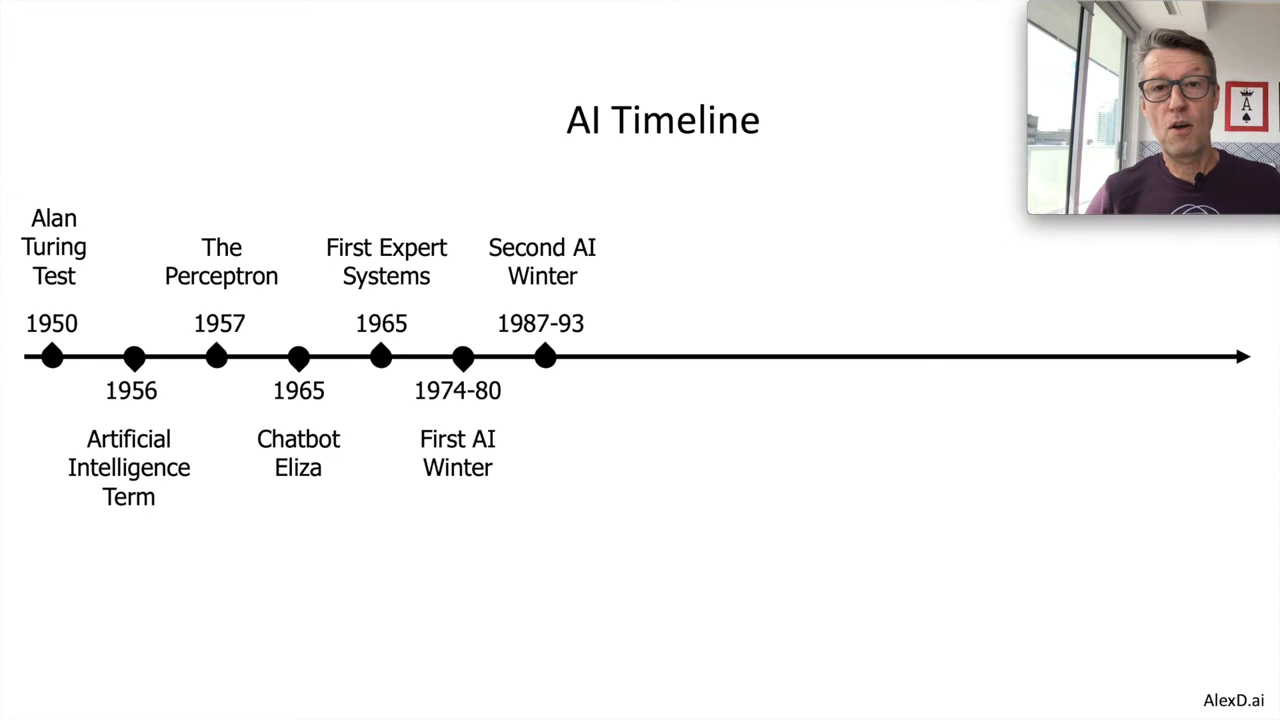 AI Timeline
A
Alan
Turing
Test
1950
1956
Artificial
Intelligence
Term
The
Perceptron
1957
1965
Chatbot
Eliza
First Expert
Systems
1965
1974-80
First AI
Winter
Second AI
Winter
1987-93
AlexD.ai